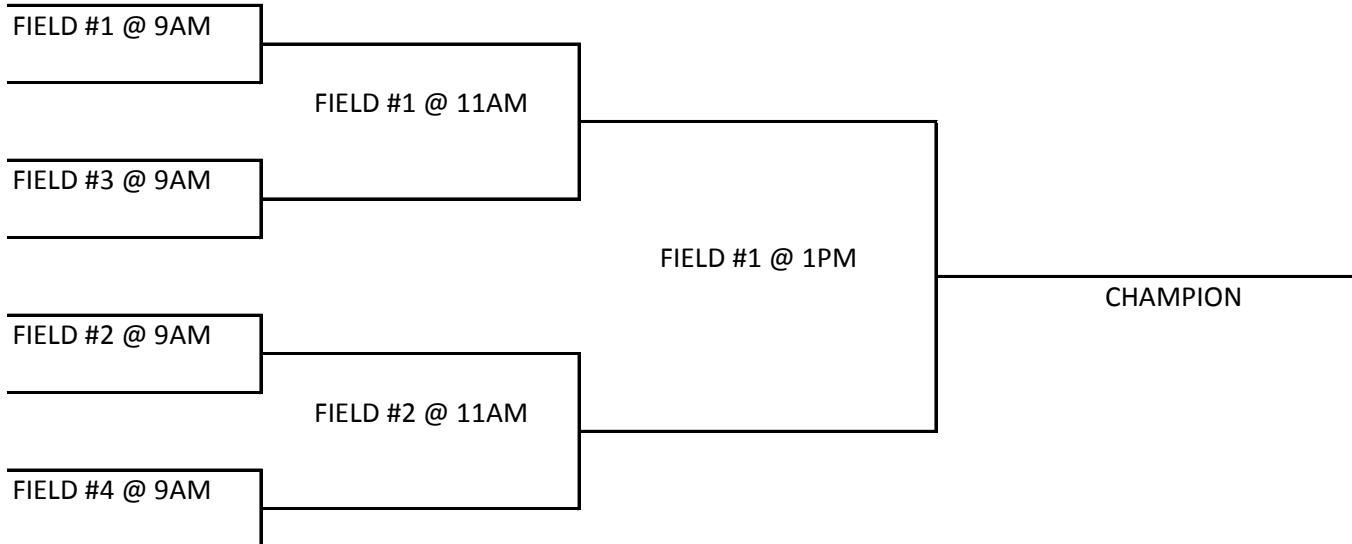 FIELD #1 @ 9AM
FIELD #1 @ 11AM
FIELD #3 @ 9AM
FIELD #1 @ 1PM
CHAMPION
FIELD #2 @ 9AM
FIELD #2 @ 11AM
FIELD #4 @ 9AM